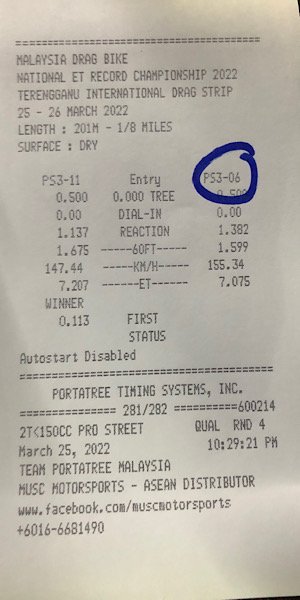 ================================
MALAYSIA DRAG BIKE
NATIONAL ET RECORD CHAMPIONSHIP 2022
TERENGGANU INTERNATIONAL DRAG STRIP
25 - 26 MARCH 2022
LENGTH : 201M - 1/8 MILES
SURFACE : DRY
PS3-11 Entry PS3-06
0.500 0.000 TREE 0.500
0.00 DIAL-IN 0.00
1.137 REACTION 1.382
1.675 -----60FT----- 1.599
147.44 -----KM/H----- 155.34
7.207 ------ET------ 7.075
WINNER
0.113 FIRST
STATUS
Autostart Disabled
========================================
PORTATREE TIMING SYSTEMS, INC.
=============== 281/282 ==========600214
2T<150CC PRO STREET QUAL RND 4
March 25, 2022 10:29:21 PM
TEAM PORTATREE MALAYSIA
MUSC MOTORSPORTS - ASEAN DISTRIBUTOR
www.facebook.com/muscmotorsports
+6016-6681490